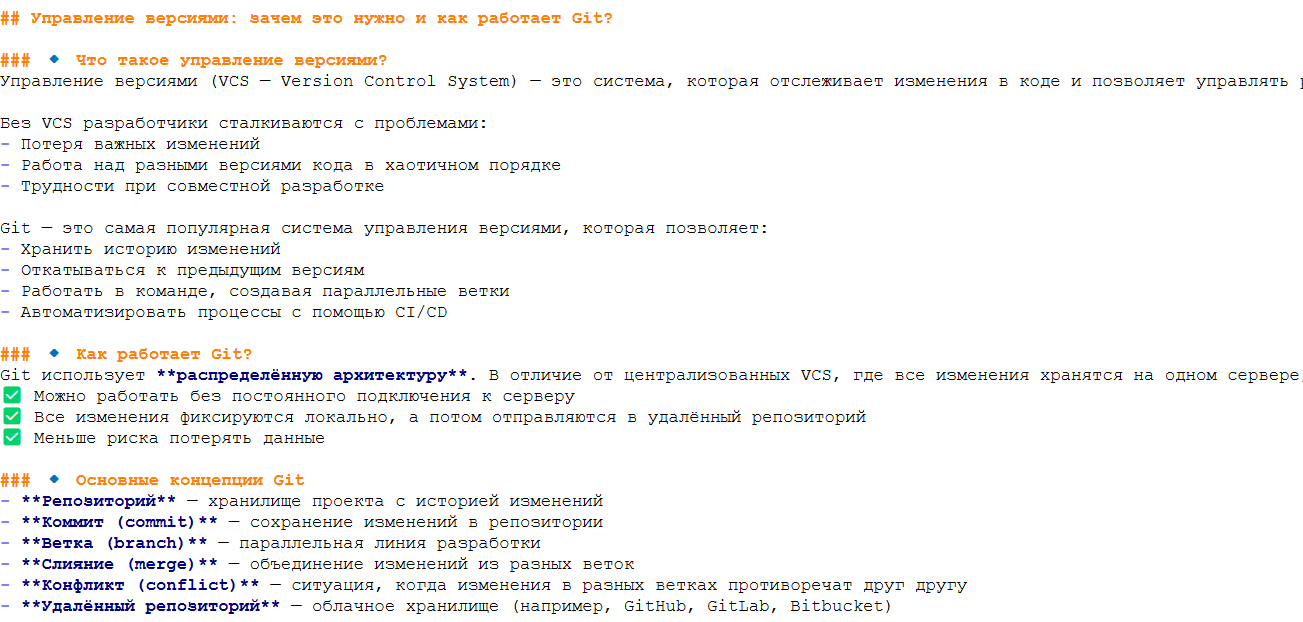 ## Управление версиями: зачем это нужно и как работает Git?
### 🔹 Что такое управление версиями?
Управление версиями (VCS — Version Control System) — это система, которая отслеживает изменения в коде и позволяет управлять
Без VCS разработчики сталкиваются с проблемами:
- Потеря важных изменений
- Работа над разными версиями кода в хаотичном порядке
- Трудности при совместной разработке
Git — это самая популярная система управления версиями, которая позволяет:
- Хранить историю изменений
- Откатываться к предыдущим версиям
- Работать в команде, создавая параллельные ветки
- Автоматизировать процессы с помощью CI/CD
### 🔹 Как работает Git?
Git использует **распределённую архитектуру**. В отличие от централизованных VCS, где все изменения хранятся на одном сервере,
✅ Можно работать без постоянного подключения к серверу
✅ Все изменения фиксируются локально, а потом отправляются в удалённый репозиторий
✅ Меньше риска потерять данные
### 🔹 Основные концепции Git
- **Репозиторий** — хранилище проекта с историей изменений
- **Коммит (commit)** — сохранение изменений в репозитории
- **Ветка (branch)** — параллельная линия разработки
- **Слияние (merge)** — объединение изменений из разных веток
- **Конфликт (conflict)** — ситуация, когда изменения в разных ветках противоречат друг другу
- **Удалённый репозиторий** — облачное хранилище (например, GitHub, GitLab, Bitbucket)